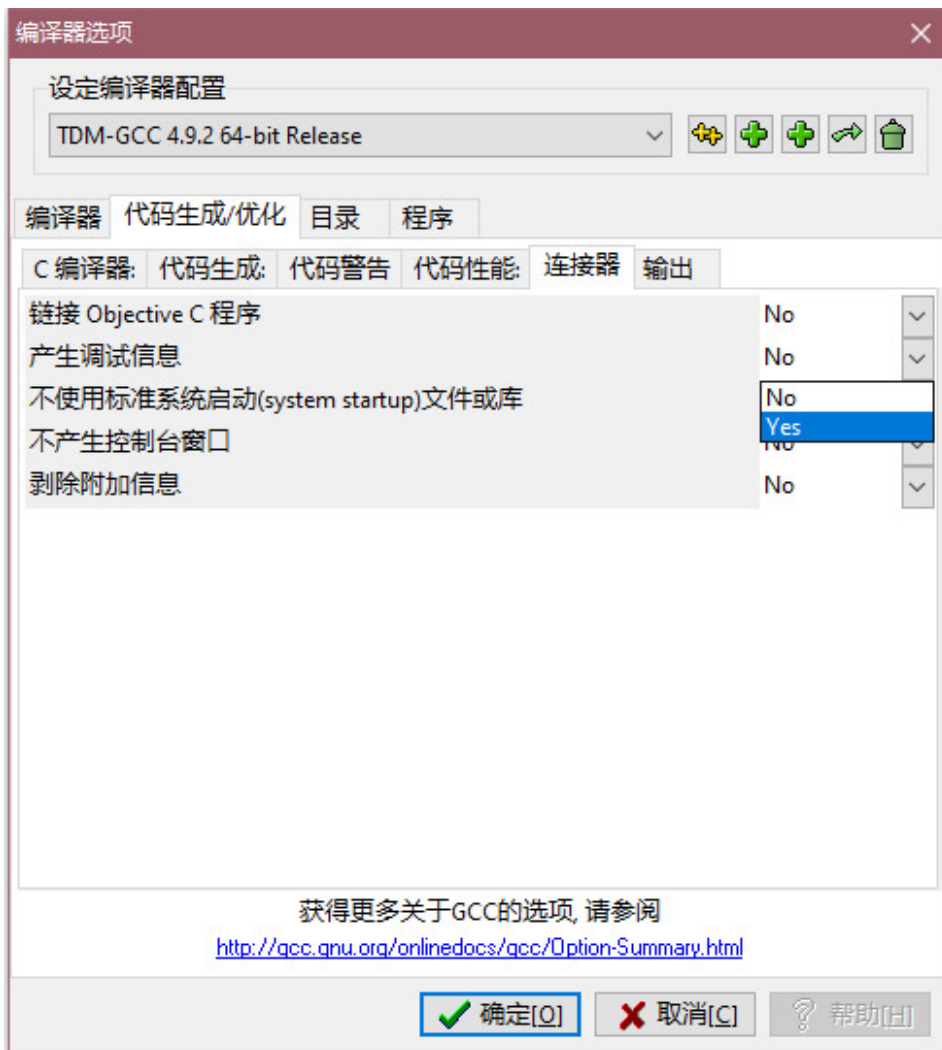 编译器选项
设定编译器配置
TDM-GCC 4.9.2 64-bit Release
编译器 代码生成/优化 目录 程序
C 编译器: 代码生成: 代码警告 代码性能: 连接器 输出
链接 Objective C 程序 No
产生调试信息 No
不使用标准系统启动(system startup)文件或库 No
Yes
不产生控制台窗口 No
剥除附加信息 No
获得更多关于GCC的选项, 请参阅
http://gcc.gnu.org/onlinedocs/gcc/Option-Summary.html
确定[O] 取消[C] 帮助[H]